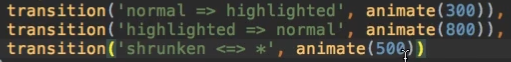 transition('normal => highlighted', animate(300)),
transition('highlighted => normal', animate(800)),
transition('shrunken <=> *', animate(500))